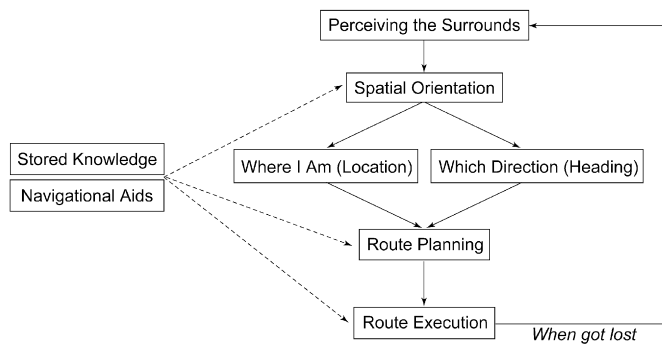 Perceiving the Surrounds
Spatial Orientation
Stored Knowledge
Navigational Aids
Where I Am (Location)
Which Direction (Heading)
Route Planning
Route Execution
When got lost